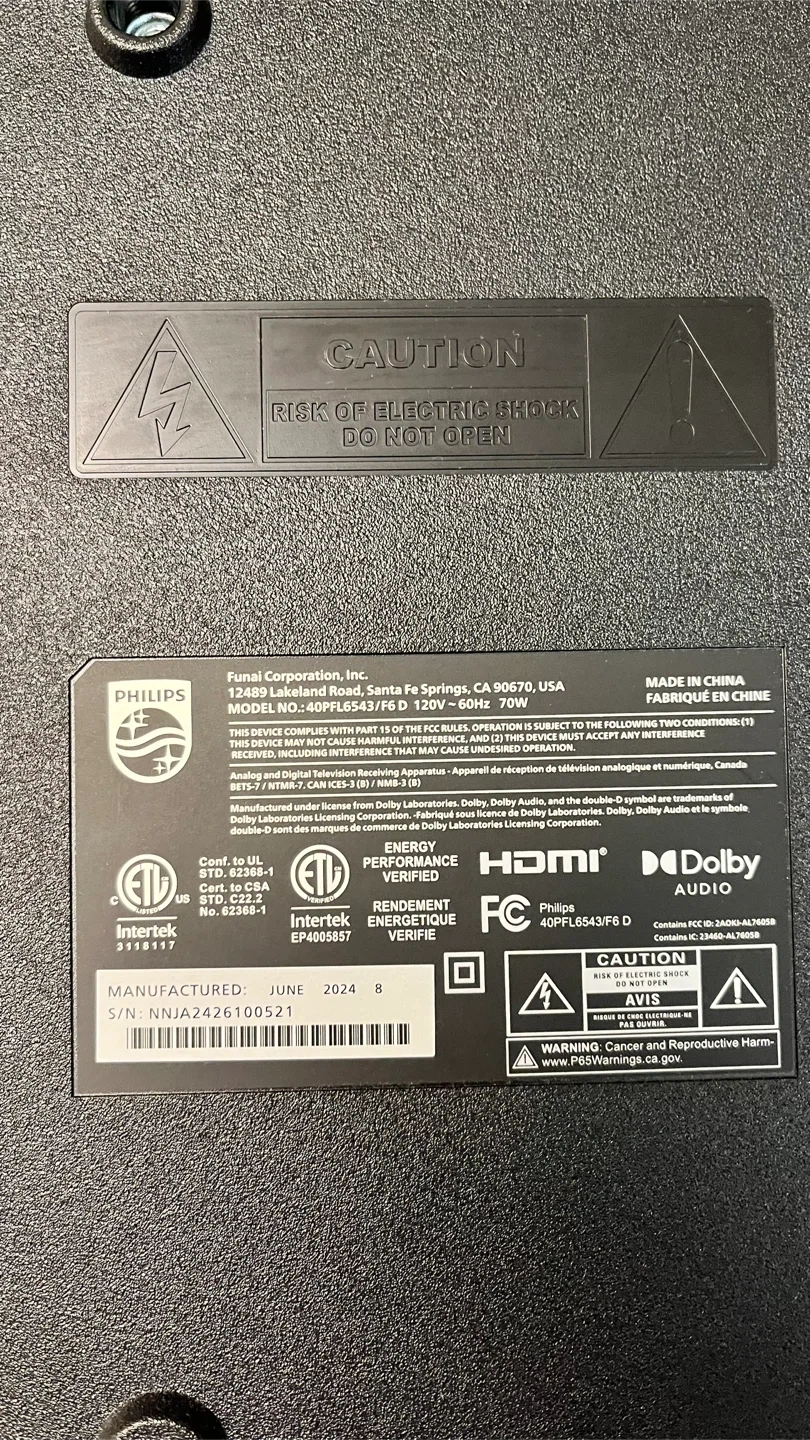 CAUTION
RISK OF ELECTRIC SHOCK
DO NOT OPEN
PHILIPS
Funai Corporation, Inc.
12489 Lakeland Road, Santa Fe Springs, CA 90670, USA
MODEL NO.: 40PFL6543/F6 D 120V ~ 60Hz 70W
MADE IN CHINA
FABRIQUÉ EN CHINE
THIS DEVICE COMPLIES WITH PART 15 OF THE FCC RULES. OPERATION IS SUBJECT TO THE FOLLOWING TWO CONDITIONS: (1)
THIS DEVICE MAY NOT CAUSE HARMFUL INTERFERENCE, AND (2) THIS DEVICE MUST ACCEPT ANY INTERFERENCE
RECEIVED, INCLUDING INTERFERENCE THAT MAY CAUSE UNDESIRED OPERATION.
Analog and Digital Television Receiving Apparatus - Appareil de réception de télévision analogique et numérique, Canada
BETS-7 / NTMR-7. CAN ICES-3 (B) / NMB-3 (B)
Manufactured under license from Dolby Laboratories. Dolby, Dolby Audio, and the double-D symbol are trademarks of
Dolby Laboratories Licensing Corporation. -Fabriqué sous licence de Dolby Laboratories. Dolby, Dolby Audio et le symbole
double-D sont des marques de commerce de Dolby Laboratories Licensing Corporation.
C ETL US
LISTED
Intertek
3118117
Conf. to UL
STD. 62368-1
Cert. to CSA
STD. C22.2
No. 62368-1
ETL
VERIFIED
Intertek
EP4005857
ENERGY
PERFORMANCE
VERIFIED
RENDEMENT
ENERGETIQUE
VERIFIE
HDMI®
Dolby
AUDIO
FC
Philips
40PFL6543/F6 D
Contains FCC ID: 2AOKI-AL7605B
Contains IC: 23460-AL7605B
MANUFACTURED: JUNE 2024 8
S/N: NNJA2426100521
CAUTION
RISK OF ELECTRIC SHOCK
DO NOT OPEN
AVIS
RISQUE DE CHOC ELECTRIQUE-NE
PAS OUVRIR.
WARNING: Cancer and Reproductive Harm-
www.P65Warnings.ca.gov.